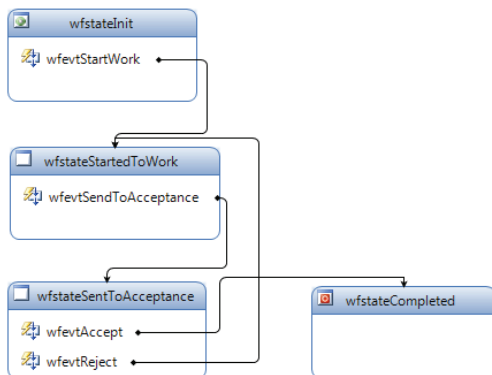 wfstateInit
wfevtStartWork
wfstateStartedToWork
wfevtSendToAcceptance
wfstateSentToAcceptance
wfevtAccept
wfevtReject
wfstateCompleted